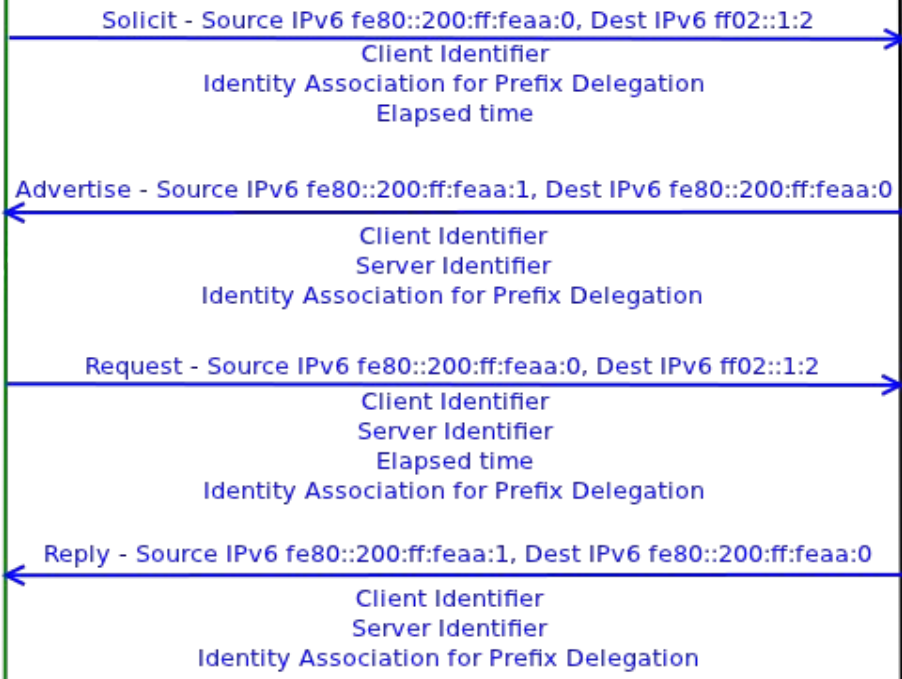 Solicit - Source IPv6 fe80::200:ff:feaa:0, Dest IPv6 ff02::1:2
Client Identifier
Identity Association for Prefix Delegation
Elapsed time
Advertise - Source IPv6 fe80::200:ff:feaa:1, Dest IPv6 fe80::200:ff:feaa:0
Client Identifier
Server Identifier
Identity Association for Prefix Delegation
Request - Source IPv6 fe80::200:ff:feaa:0, Dest IPv6 ff02::1:2
Client Identifier
Server Identifier
Elapsed time
Identity Association for Prefix Delegation
Reply - Source IPv6 fe80::200:ff:feaa:1, Dest IPv6 fe80::200:ff:feaa:0
Client Identifier
Server Identifier
Identity Association for Prefix Delegation